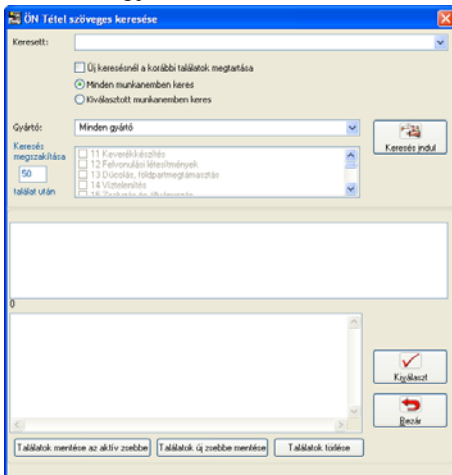 ÖN Tétel szöveges keresése
Keresett:
Új keresésnél a korábbi találatok megtartása
Minden munkanemben keres
Kiválasztott munkanemben keres
Gyártó: Minden gyártó
Keresés indul
Keresés
megszakítása
50
találat után
11 Keverékkészítés
12 Felvonulási létesítmények
13 Dúcolás, földpartmegtámasztás
14 Víztelenítés
0
Kiválaszt
Bezár
Találatok mentése az aktív zsebbe Találatok új zsebbe mentése Találatok törlése